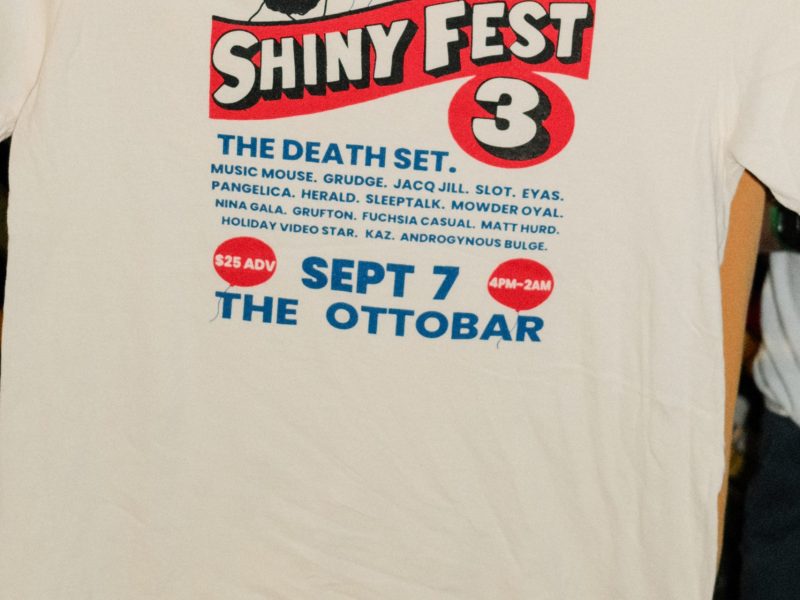 SHINY FEST
3
THE DEATH SET.
MUSIC MOUSE. GRUDGE. JACQ JILL. SLOT. EYAS.
PANGELICA. HERALD. SLEEPTALK. MOWDER OYAL.
NINA GALA. GRUFTON. FUCHSIA CASUAL. MATT HURD.
HOLIDAY VIDEO STAR. KAZ. ANDROGYNOUS BULGE.
$25 ADV
SEPT 7
4PM-2AM
THE OTTOBAR